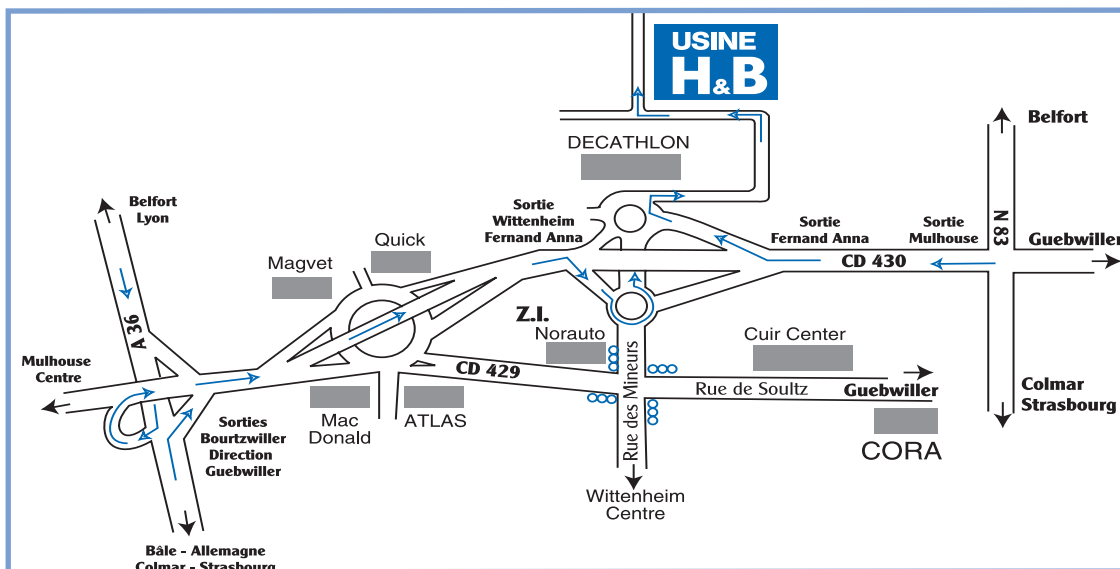 USINE
H&B
DECATHLON
Belfort
N 83
Guebwiller
Sortie
Mulhouse
Sortie
Fernand Anna
CD 430
Sortie
Wittenheim
Fernand Anna
Belfort
Lyon
Quick
Magvet
A 36
Z.I.
Norauto
Cuir Center
Mulhouse
Centre
CD 429
Rue des Mineurs
Rue de Soultz
Guebwiller
Colmar
Strasbourg
Mac
Donald
ATLAS
CORA
Sorties
Bourtzwiller
Direction
Guebwiller
Wittenheim
Centre
Bâle - Allemagne
Colmar - Strasbourg